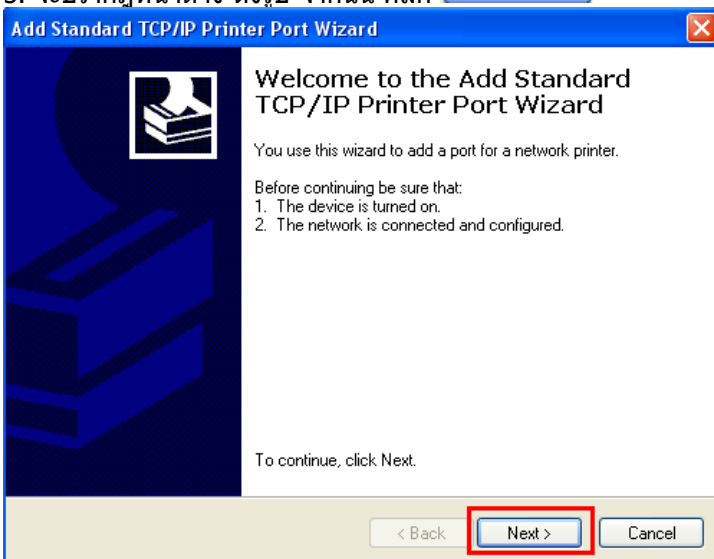 Add Standard TCP/IP Printer Port Wizard
Welcome to the Add Standard
TCP/IP Printer Port Wizard
You use this wizard to add a port for a network printer.
Before continuing be sure that:
1. The device is turned on.
2. The network is connected and configured.
To continue, click Next.
< Back Next > Cancel